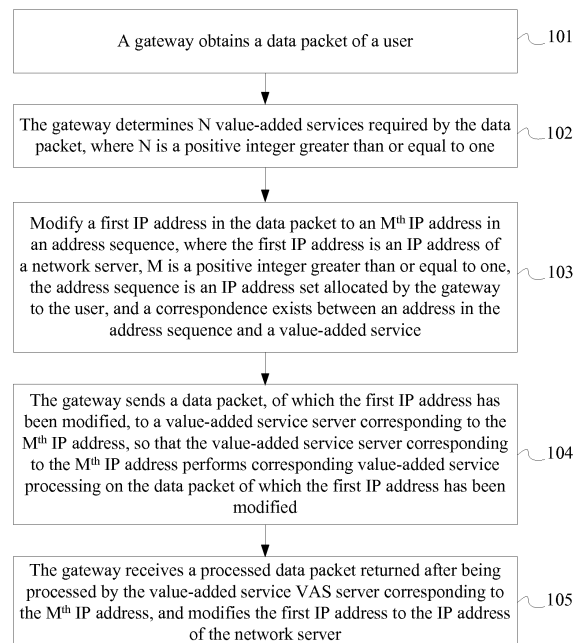 A gateway obtains a data packet of a user
101
The gateway determines N value-added services required by the data
packet, where N is a positive integer greater than or equal to one
102
Modify a first IP address in the data packet to an Mth IP address in
an address sequence, where the first IP address is an IP address of
a network server, M is a positive integer greater than or equal to one,
the address sequence is an IP address set allocated by the gateway
to the user, and a correspondence exists between an address in the
address sequence and a value-added service
103
The gateway sends a data packet, of which the first IP address has
been modified, to a value-added service server corresponding to the
Mth IP address, so that the value-added service server corresponding
to the Mth IP address performs corresponding value-added service
processing on the data packet of which the first IP address has been
modified
104
The gateway receives a processed data packet returned after being
processed by the value-added service VAS server corresponding to
the Mth IP address, and modifies the first IP address to the IP address
of the network server
105